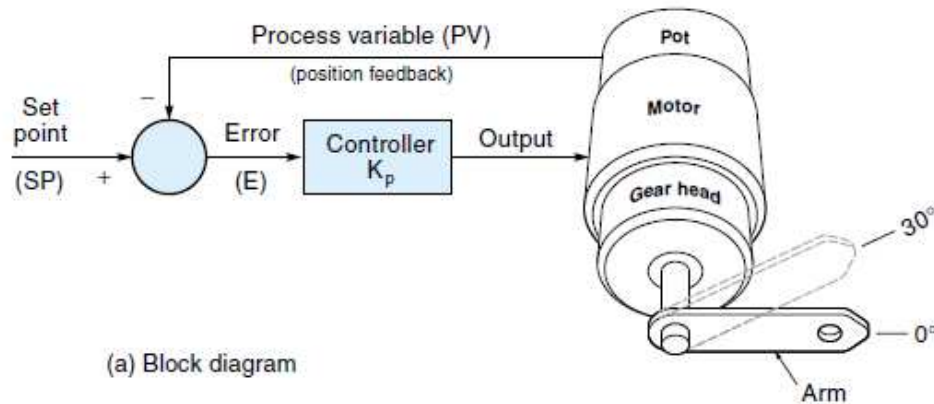 Process variable (PV)
(position feedback)
Pot
Motor
Gear head
Set
point
(SP)
−
+
Error
(E)
Controller
Kp
Output
30°
0°
Arm
(a) Block diagram